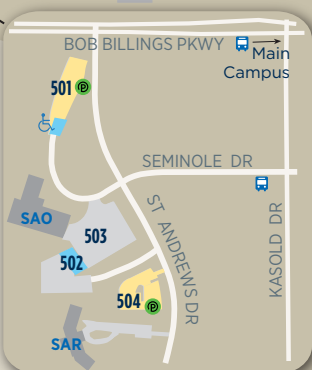 BOB BILLINGS PKWY
Main
Campus
501
P
SEMINOLE DR
SAO
503
ST ANDREWS DR
KASOLD DR
502
504
P
SAR